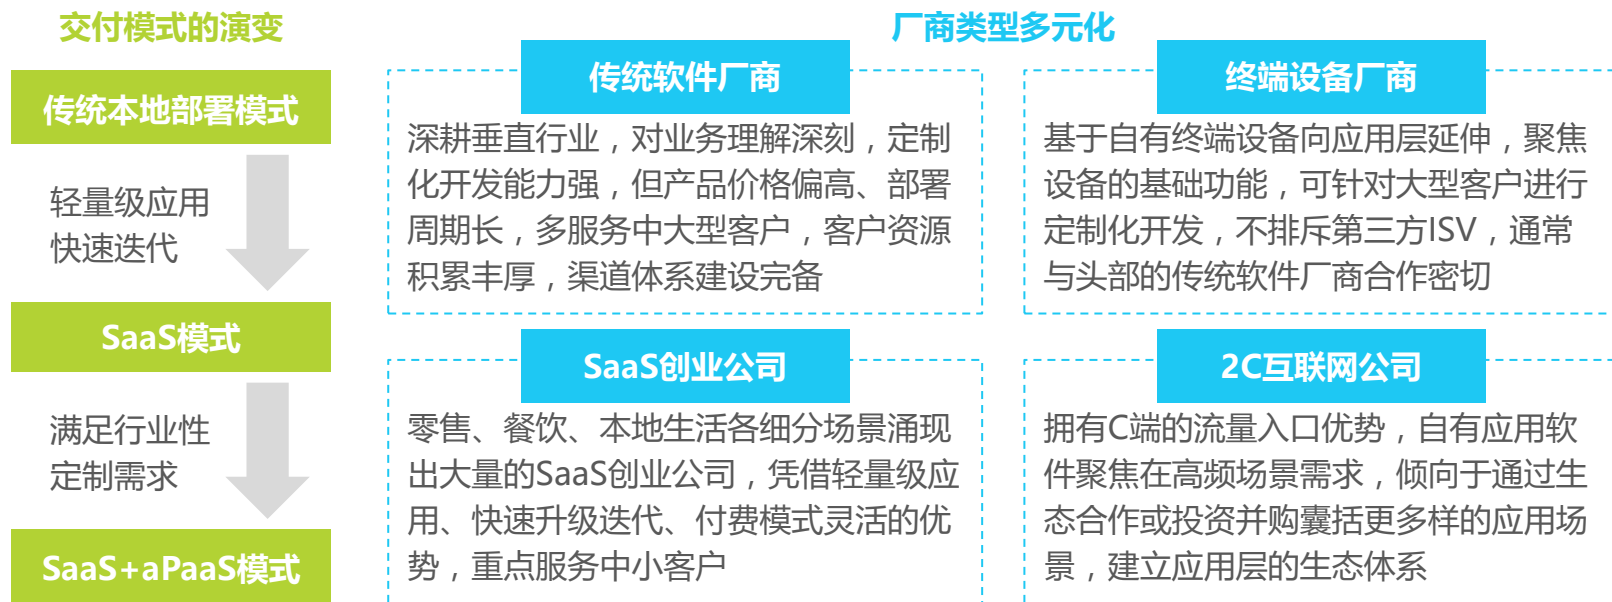 交付模式的演变
传统本地部署模式
轻量级应用
快速迭代
SaaS模式
满足行业性
定制需求
SaaS+aPaaS模式
厂商类型多元化
传统软件厂商
深耕垂直行业，对业务理解深刻，定制
化开发能力强，但产品价格偏高、部署
周期长，多服务中大型客户，客户资源
积累丰厚，渠道体系建设完备
终端设备厂商
基于自有终端设备向应用层延伸，聚焦
设备的基础功能，可针对大型客户进行
定制化开发，不排斥第三方ISV，通常
与头部的传统软件厂商合作密切
SaaS创业公司
零售、餐饮、本地生活各细分场景涌现
出大量的SaaS创业公司，凭借轻量级应
用、快速升级迭代、付费模式灵活的优
势，重点服务中小客户
2C互联网公司
拥有C端的流量入口优势，自有应用软
件聚焦在高频场景需求，倾向于通过生
态合作或投资并购囊括更多样的应用场
景，建立应用层的生态体系